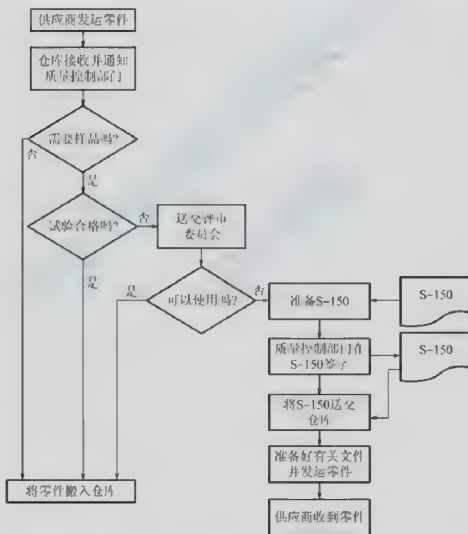 供应商发运零件
仓库接收并通知
质量控制部门
需要样品吗?
否
是
试验合格吗?
否
送交评审
委员会
是
可以使用吗?
是
否
准备S-150
S-150
质量控制部门在
S-150签字
S-150
将S-150送交
仓库
准备好有关文件
并发运零件
将零件搬入仓库
供应商收到零件